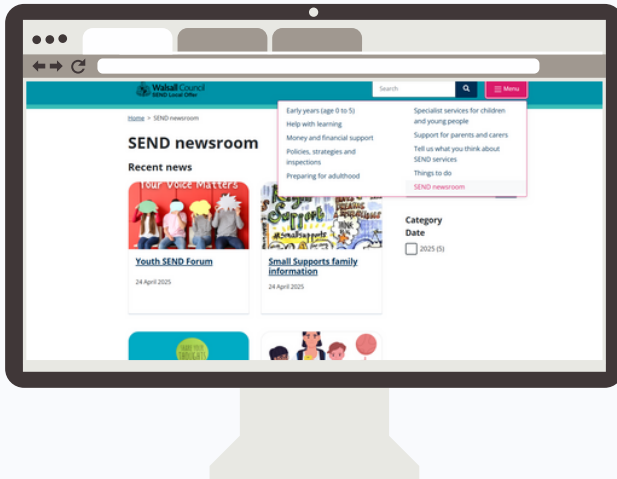 Walsall Council
SEND Local Offer
Search
Menu
Home > SEND newsroom
Early years (age 0 to 5)
Help with learning
Money and financial support
Policies, strategies and
inspections
Preparing for adulthood
Specialist services for children
and young people
Support for parents and carers
Tell us what you think about
SEND services
Things to do
SEND newsroom
SEND newsroom
Recent news
Your Voice Matters
Support
#Smallsupports
THINK
Youth SEND Forum
24 April 2025
Small Supports family
information
24 April 2025
Category
Date
2025 (5)
THOUGHTS